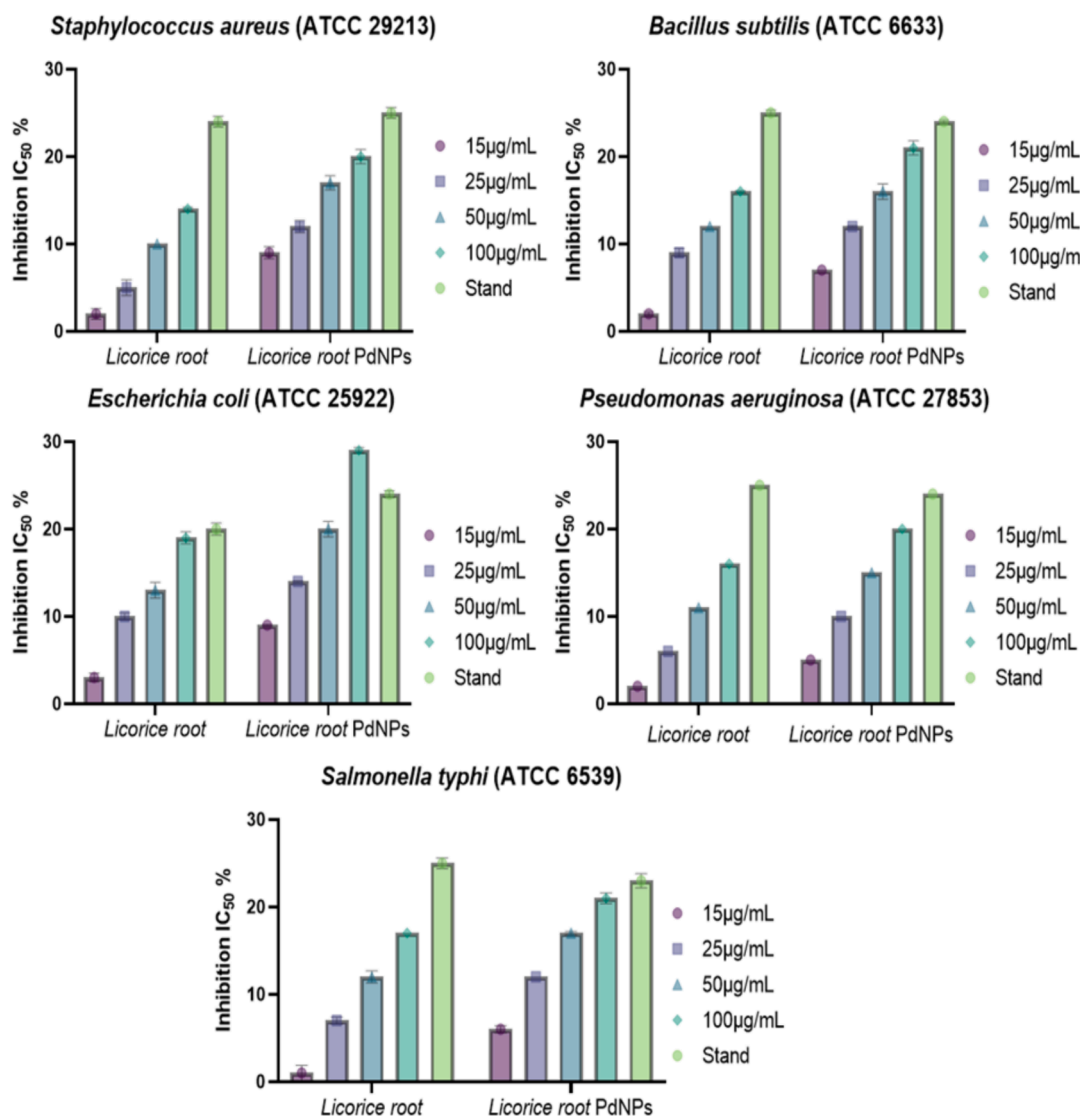 Staphylococcus aureus (ATCC 29213)
Inhibition IC50 %
30
20
10
0
Licorice root
Licorice root PdNPs
15µg/mL
25µg/mL
50µg/mL
100µg/mL
Stand
Bacillus subtilis (ATCC 6633)
Inhibition IC50 %
30
20
10
0
Licorice root
Licorice root PdNPs
15µg/mL
25µg/mL
50µg/mL
100µg/m
Stand
Escherichia coli (ATCC 25922)
Inhibition IC50 %
30
20
10
0
Licorice root
Licorice root PdNPs
15µg/mL
25µg/mL
50µg/mL
100µg/mL
Stand
Pseudomonas aeruginosa (ATCC 27853)
Inhibition IC50 %
30
20
10
0
Licorice root
Licorice root PdNPs
15µg/mL
25µg/mL
50µg/mL
100µg/mL
Stand
Salmonella typhi (ATCC 6539)
Inhibition IC50 %
30
20
10
0
Licorice root
Licorice root PdNPs
15µg/mL
25µg/mL
50µg/mL
100µg/mL
Stand